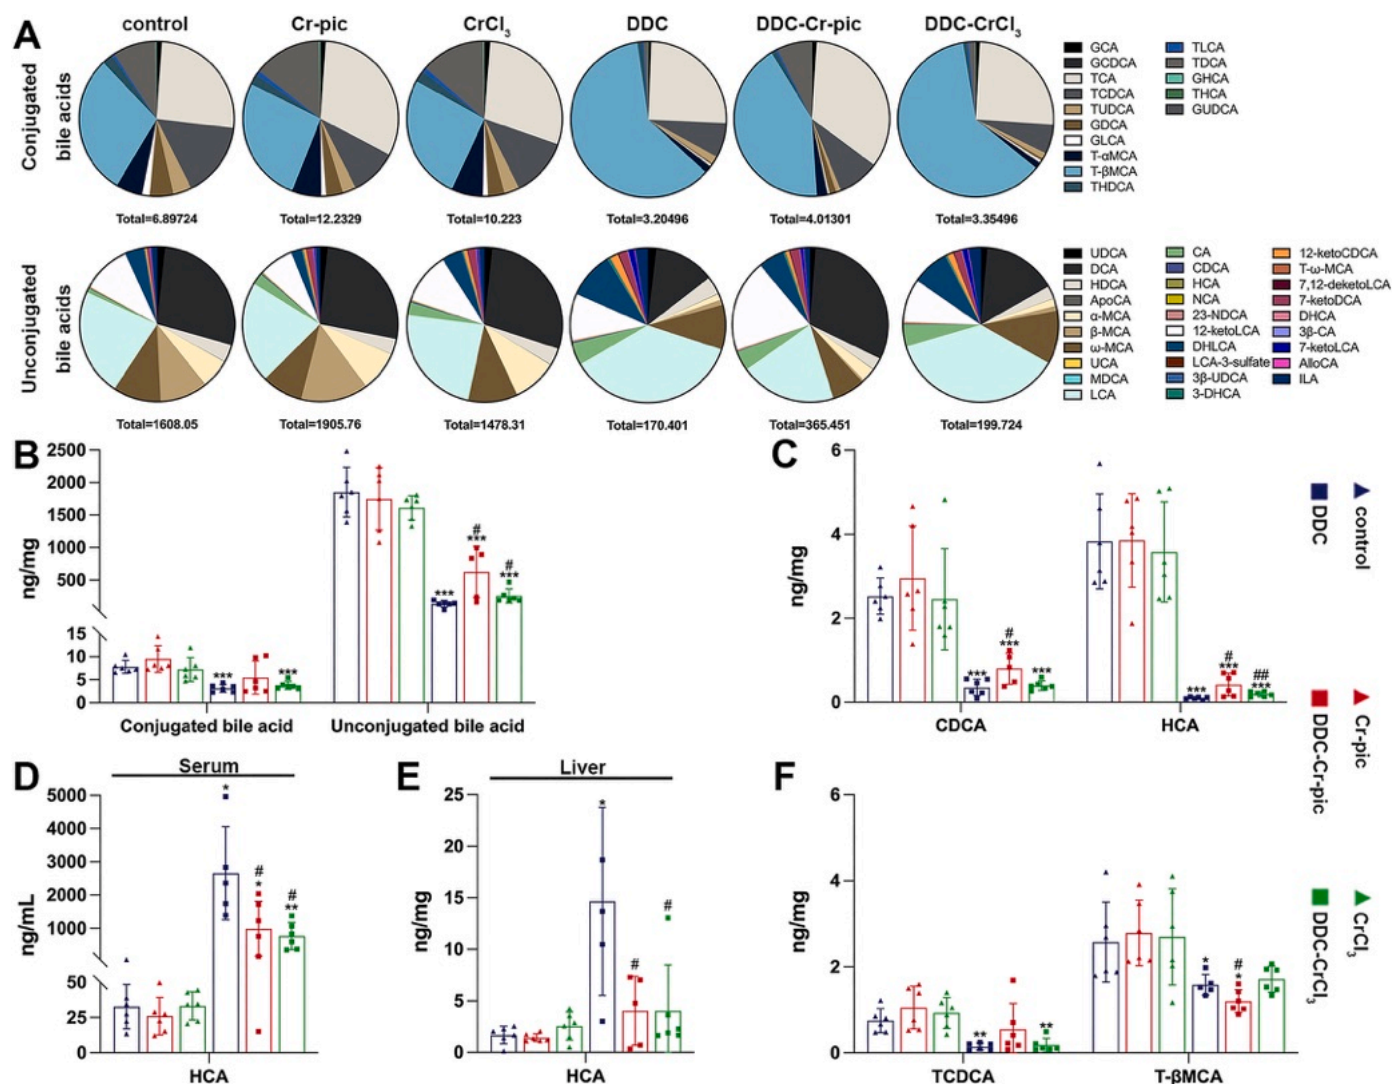 A
control Cr-pic CrCl3 DDC DDC-Cr-pic DDC-CrCl3
Conjugated
bile acids
GCA TLCA
GCDCA TDCA
TCA GHCA
TCDCA THCA
TUDCA GUDCA
GDCA
GLCA
T-αMCA
T-βMCA
THDCA
Total=6.89724 Total=12.2329 Total=10.223 Total=3.20496 Total=4.01301 Total=3.35496
Unconjugated
bile acids
UDCA CA 12-ketoCDCA
DCA CDCA T-ω-MCA
HDCA HCA 7,12-deketoLCA
ApoCA NCA 7-ketoDCA
α-MCA 23-NDCA DHCA
β-MCA 12-ketoLCA 3β-CA
ω-MCA DHLCA 7-ketoLCA
UCA LCA-3-sulfate AlloCA
MDCA 3β-UDCA ILA
LCA 3-DHCA
Total=1608.05 Total=1905.76 Total=1478.31 Total=170.401 Total=365.451 Total=199.724
B
ng/mg
2500
2000
1500
1000
500
15
10
5
0
***
***
***
#
***
#
***
Conjugated bile acid Unconjugated bile acid
C
ng/mg
6
4
2
0
***
#
***
***
***
#
***
##
***
CDCA HCA
control
DDC
Cr-pic
DDC-Cr-pic
CrCl3
DDC-CrCl3
D
Serum
ng/mL
5000
4000
3000
2000
1000
50
25
0
*
#
*
#
**
HCA
E
Liver
ng/mg
25
20
15
10
5
0
*
#
#
HCA
F
ng/mg
6
4
2
0
**
**
*
#
*
TCDCA T-βMCA